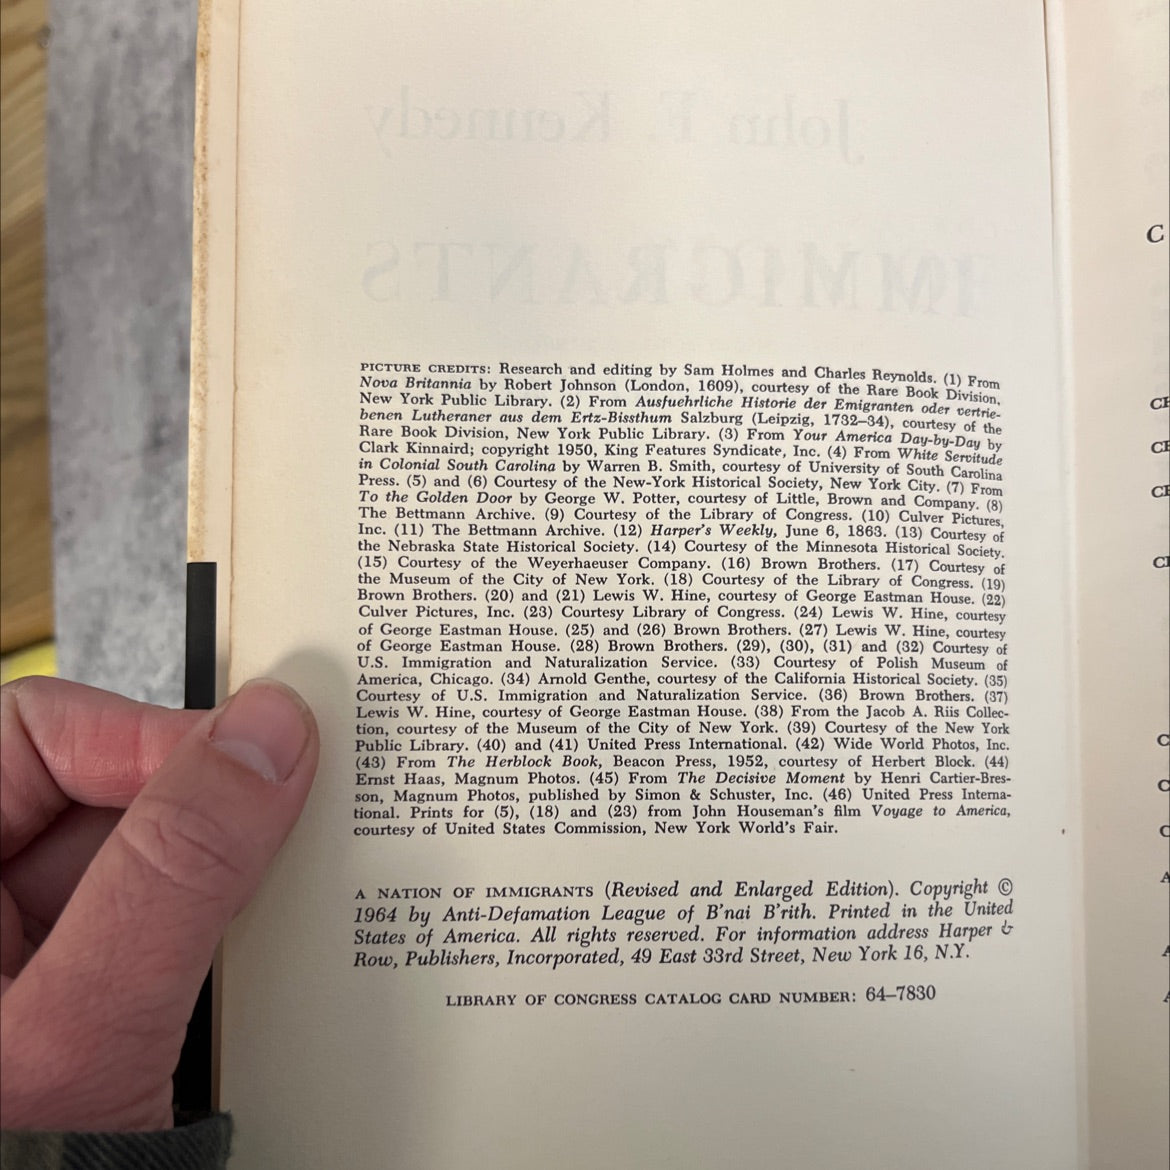 PICTURE CREDITS: Research and editing by Sam Holmes and Charles Reynolds. (1) From
Nova Britannia by Robert Johnson (London, 1609), courtesy of the Rare Book Division,
New York Public Library. (2) From Ausfuehrliche Historie der Emigranten oder vertrie-
benen Lutheraner aus dem Ertz-Bissthum Salzburg (Leipzig, 1732–34), courtesy of the
Rare Book Division, New York Public Library. (3) From Your America Day-by-Day by
Clark Kinnaird; copyright 1950, King Features Syndicate, Inc. (4) From White Servitude
in Colonial South Carolina by Warren B. Smith, courtesy of University of South Carolina
Press. (5) and (6) Courtesy of the New-York Historical Society, New York City. (7) From
To the Golden Door by George W. Potter, courtesy of Little, Brown and Company. (8)
The Bettmann Archive. (9) Courtesy of the Library of Congress. (10) Culver Pictures,
Inc. (11) The Bettmann Archive. (12) Harper's Weekly, June 6, 1863. (13) Courtesy of
the Nebraska State Historical Society. (14) Courtesy of the Minnesota Historical Society.
(15) Courtesy of the Weyerhaeuser Company. (16) Brown Brothers. (17) Courtesy of
the Museum of the City of New York. (18) Courtesy of the Library of Congress. (19)
Brown Brothers. (20) and (21) Lewis W. Hine, courtesy of George Eastman House. (22)
Culver Pictures, Inc. (23) Courtesy Library of Congress. (24) Lewis W. Hine, courtesy
of George Eastman House. (25) and (26) Brown Brothers. (27) Lewis W. Hine, courtesy
of George Eastman House. (28) Brown Brothers. (29), (30), (31) and (32) Courtesy of
U.S. Immigration and Naturalization Service. (33) Courtesy of Polish Museum of
America, Chicago. (34) Arnold Genthe, courtesy of the California Historical Society. (35)
Courtesy of U.S. Immigration and Naturalization Service. (36) Brown Brothers. (37)
Lewis W. Hine, courtesy of George Eastman House. (38) From the Jacob A. Riis Collec-
tion, courtesy of the Museum of the City of New York. (39) Courtesy of the New York
Public Library. (40) and (41) United Press International. (42) Wide World Photos, Inc.
(43) From The Herblock Book, Beacon Press, 1952, courtesy of Herbert Block. (44)
Ernst Haas, Magnum Photos. (45) From The Decisive Moment by Henri Cartier-Bres-
son, Magnum Photos, published by Simon & Schuster, Inc. (46) United Press Interna-
tional. Prints for (5), (18) and (23) from John Houseman's film Voyage to America,
courtesy of United States Commission, New York World's Fair.
A NATION OF IMMIGRANTS (Revised and Enlarged Edition). Copyright ©
1964 by Anti-Defamation League of B'nai B'rith. Printed in the United
States of America. All rights reserved. For information address Harper &
Row, Publishers, Incorporated, 49 East 33rd Street, New York 16, N.Y.
LIBRARY OF CONGRESS CATALOG CARD NUMBER: 64–7830